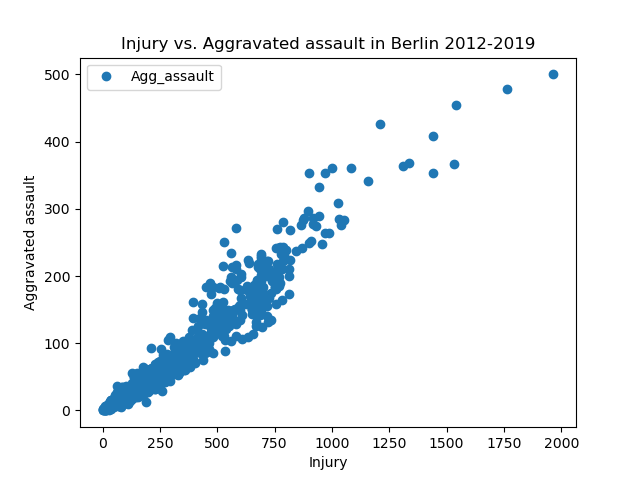 Injury vs. Aggravated assault in Berlin 2012-2019
Agg_assault
500
400
300
200
100
0
Aggravated assault
0 250 500 750 1000 1250 1500 1750 2000
Injury